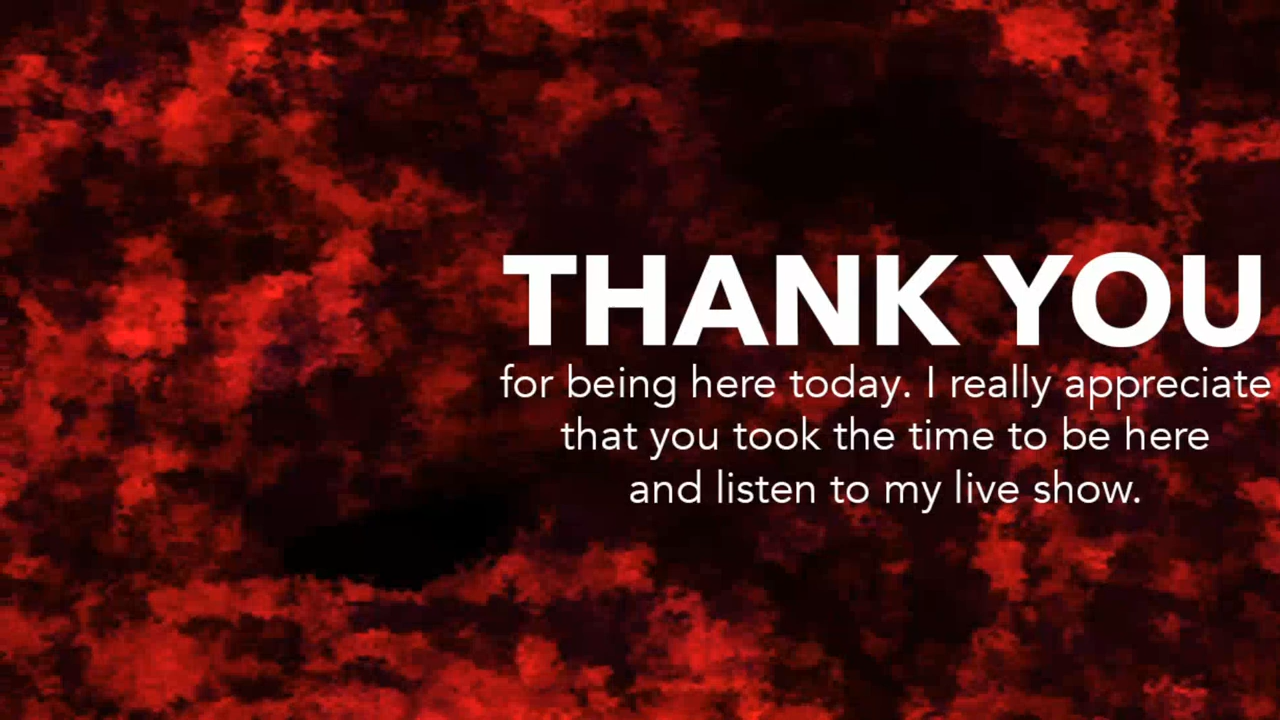 THANK YOU
for being here today. I really appreciate
that you took the time to be here
and listen to my live show.